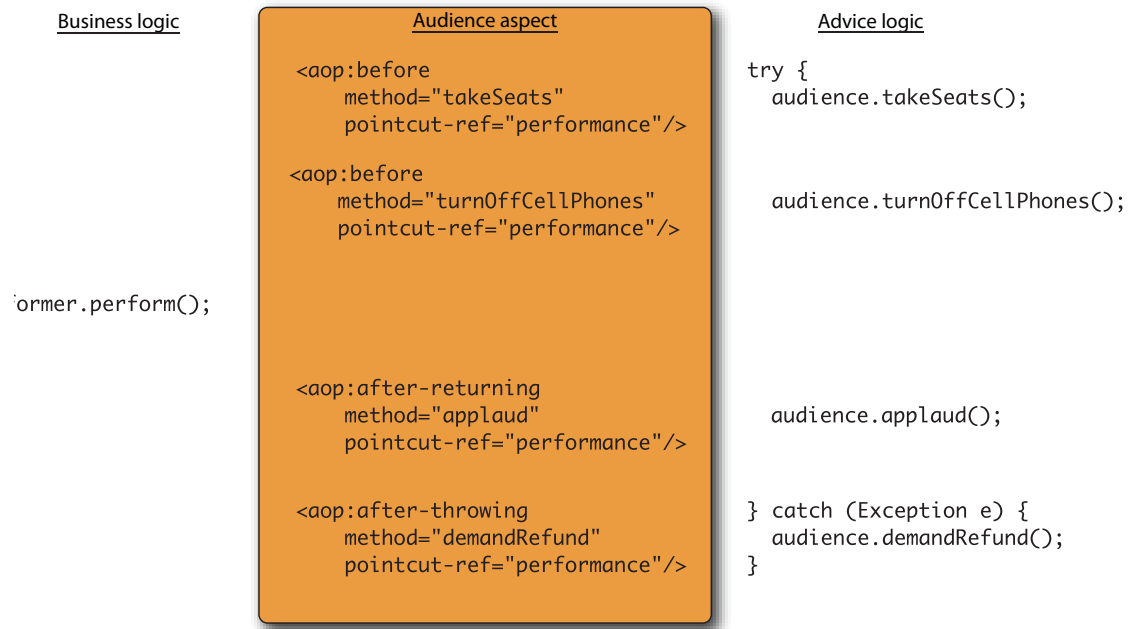 Business logic
Audience aspect
Advice logic
<aop:before
method="takeSeats"
pointcut-ref="performance"/>
try {
audience.takeSeats();
<aop:before
method="turnOffCellPhones"
pointcut-ref="performance"/>
audience.turnOffCellPhones();
ormer.perform();
<aop:after-returning
method="applaud"
pointcut-ref="performance"/>
audience.applaud();
<aop:after-throwing
method="demandRefund"
pointcut-ref="performance"/>
} catch (Exception e) {
audience.demandRefund();
}